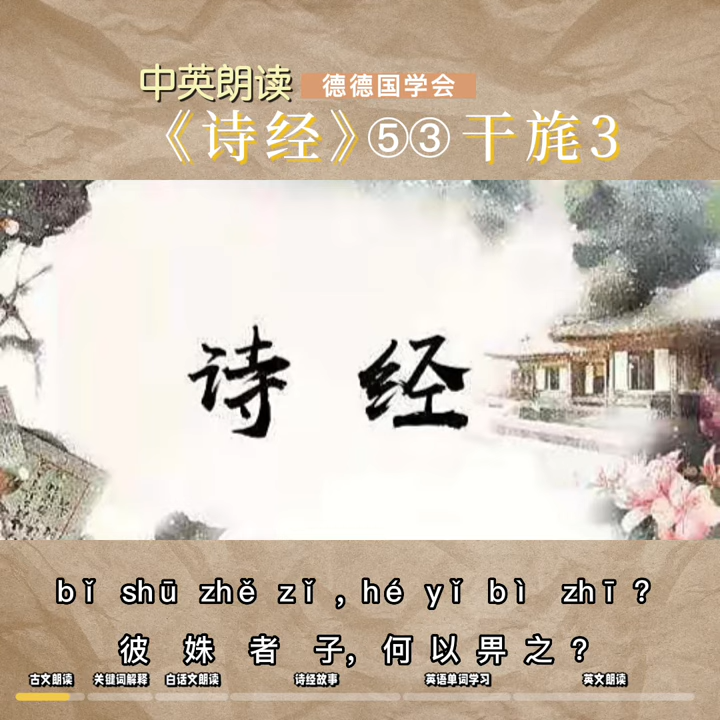 中英朗读 德德国学会
《诗经》⑤③干旄3
诗经
bǐ shū zhě zǐ , hé yǐ bì zhī ?
彼姝者子，何以畀之？
古文朗读 关键词解释 白话文朗读 诗经故事 英语单词学习 英文朗读